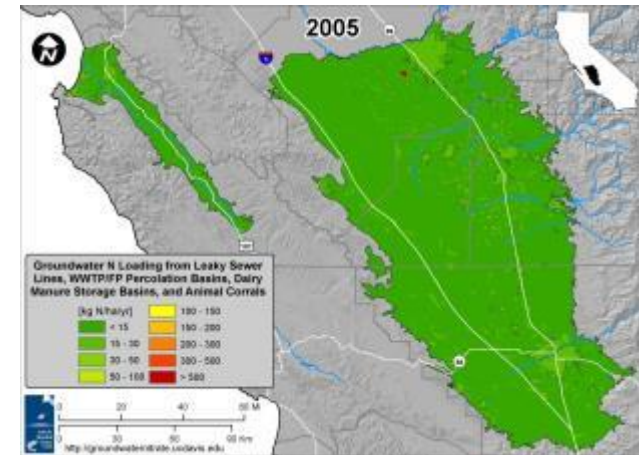 2005
N
Groundwater N Loading from Leaky Sewer
Lines, WWTP/FP Percolation Basins, Dairy
Manure Storage Basins, and Animal Corrals
[kg N/ha/yr]
< 15
15 - 30
30 - 50
50 - 100
100 - 150
150 - 200
200 - 300
300 - 500
> 500
0 20 40 60 Mi
0 30 60 90 Km
http://groundwaternitrate.ucdavis.edu